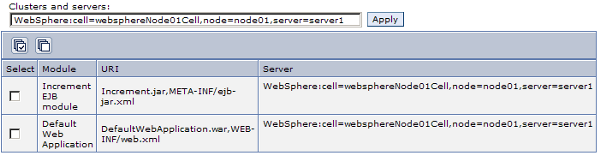 Clusters and servers:
WebSphere:cell=websphereNode01Cell,node=node01,server=server1 Apply
Select Module URI Server
Increment EJB module Increment.jar,META-INF/ejb-jar.xml WebSphere:cell=websphereNode01Cell,node=node01,server=server1
Default Web Application DefaultWebApplication.war,WEB-INF/web.xml WebSphere:cell=websphereNode01Cell,node=node01,server=server1